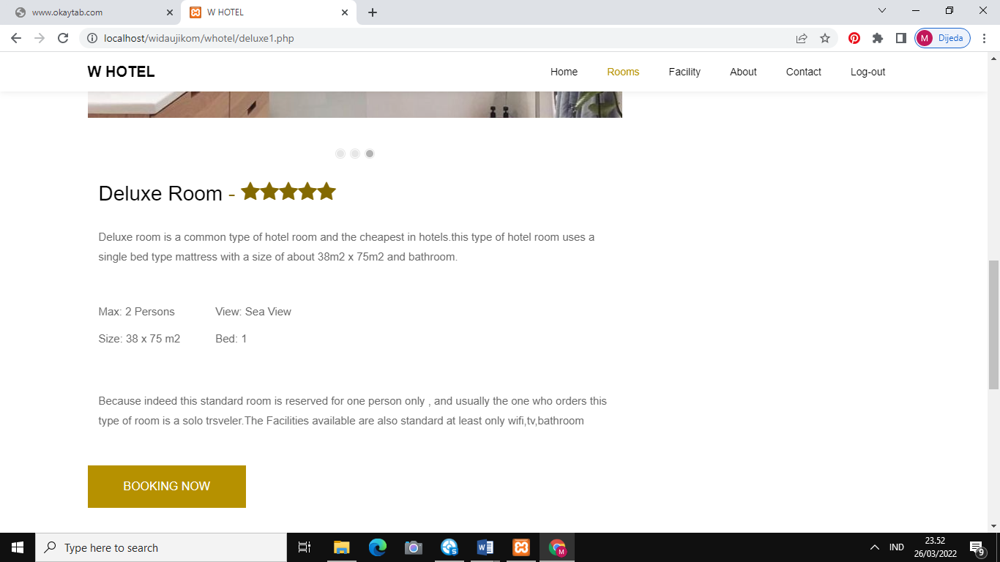 www.okaytab.com
W HOTEL
localhost/widaujikom/whotel/deluxe1.php
M
Dijeda
W HOTEL
Home
Rooms
Facility
About
Contact
Log-out
Deluxe Room -
Deluxe room is a common type of hotel room and the cheapest in hotels.this type of hotel room uses a
single bed type mattress with a size of about 38m2 x 75m2 and bathroom.
Max: 2 Persons
View: Sea View
Size: 38 x 75 m2
Bed: 1
Because indeed this standard room is reserved for one person only , and usually the one who orders this
type of room is a solo trsveler.The Facilities available are also standard at least only wifi,tv,bathroom
BOOKING NOW
Type here to search
IND
23.52
26/03/2022
9